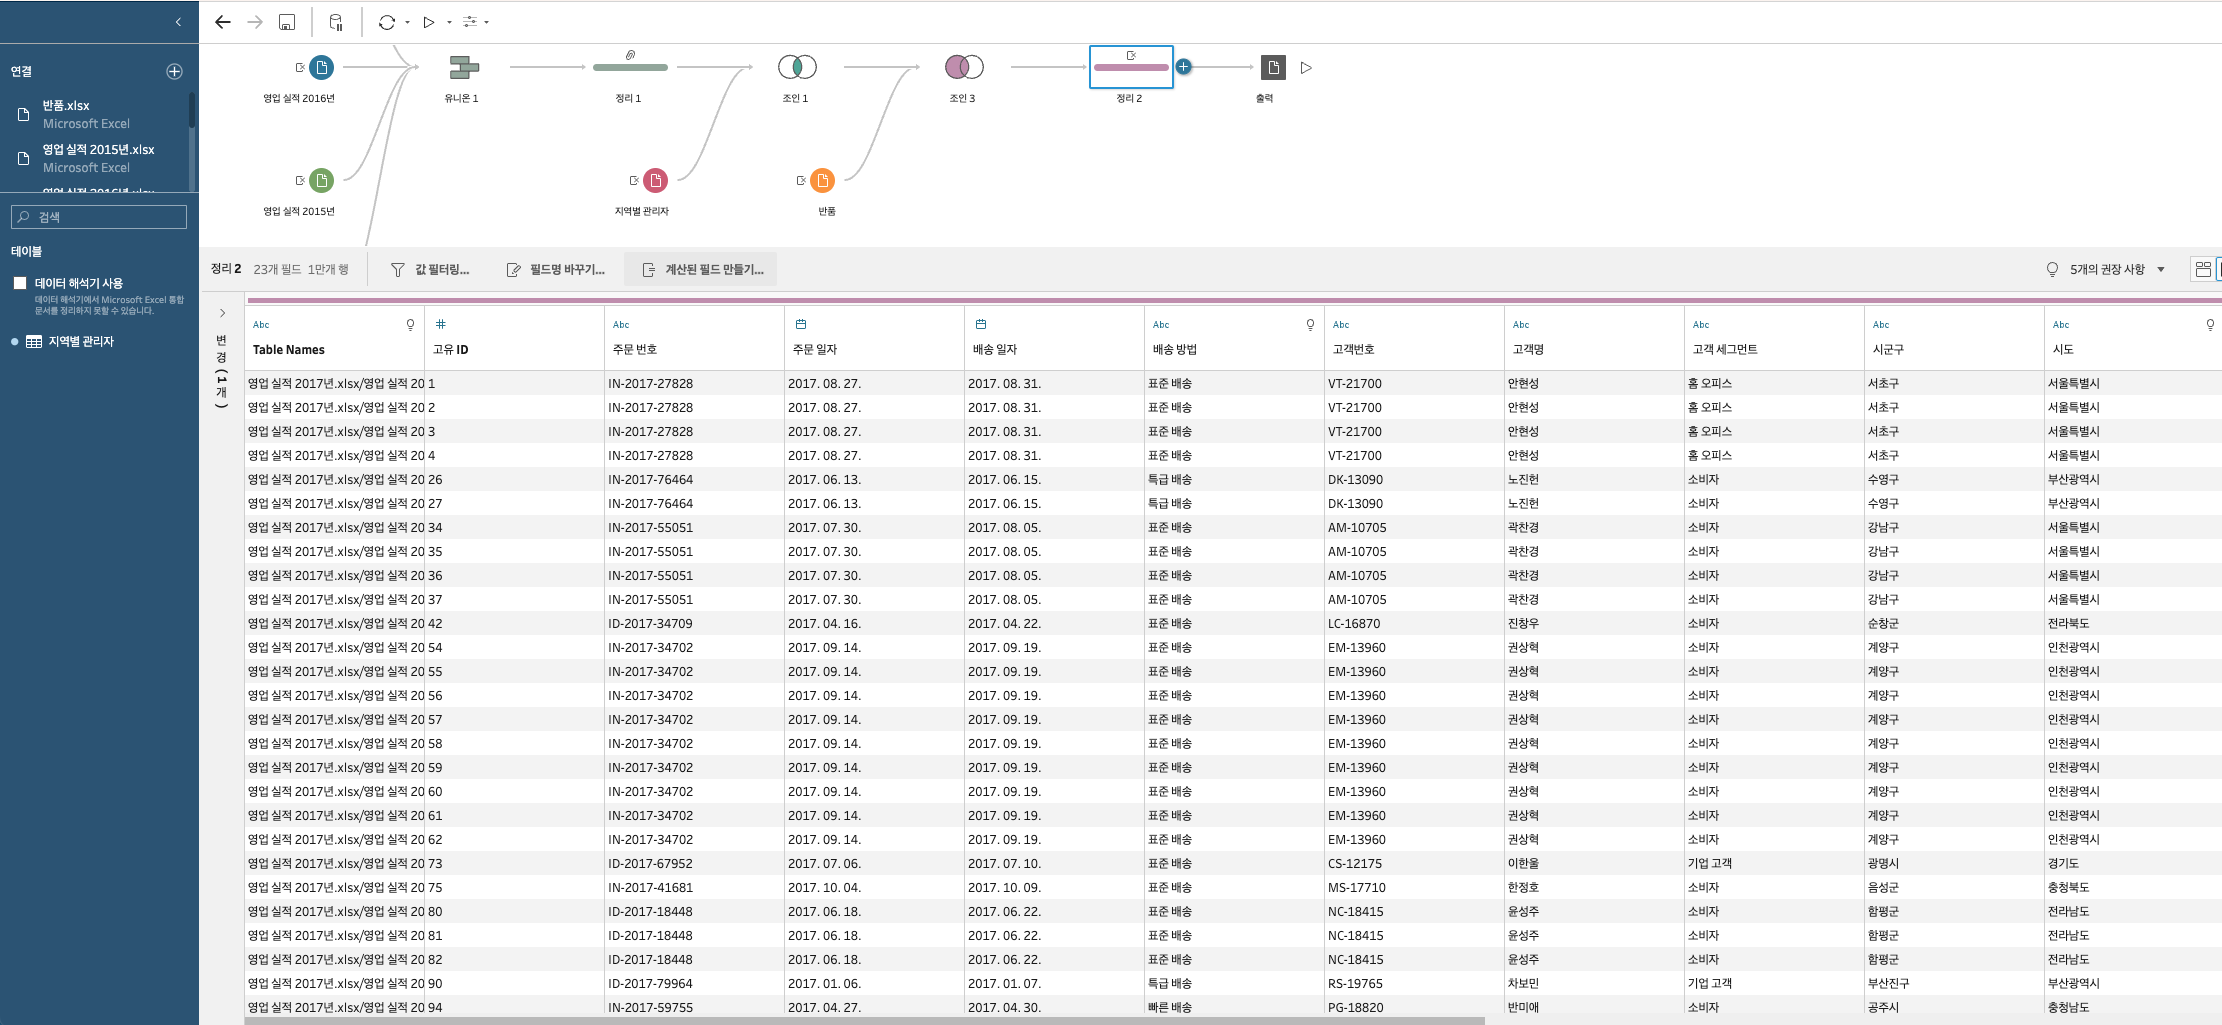 연결
반품.xlsx
Microsoft Excel
영업 실적 2015년.xlsx
Microsoft Excel
검색
테이블
데이터 해석기 사용
데이터 해석기에서 Microsoft Excel 통합
문서를 정리하지 못할 수 있습니다.
지역별 관리자
영업 실적 2016년
유니온 1
정리 1
조인 1
조인 3
정리 2
출력
영업 실적 2015년
지역별 관리자
반품
정리 2 23개 필드 1만개 행 값 필터링... 필드명 바꾸기... 계산된 필드 만들기... 5개의 권장 사항
변경 (1개)
Abc # Abc Abc Abc Abc Abc Abc Abc
Table Names 고유 ID 주문 번호 주문 일자 배송 일자 배송 방법 고객번호 고객명 고객 세그먼트 시군구 시도
영업 실적 2017년.xlsx/영업 실적 20 1 IN-2017-27828 2017. 08. 27. 2017. 08. 31. 표준 배송 VT-21700 안현성 홈 오피스 서초구 서울특별시
영업 실적 2017년.xlsx/영업 실적 20 2 IN-2017-27828 2017. 08. 27. 2017. 08. 31. 표준 배송 VT-21700 안현성 홈 오피스 서초구 서울특별시
영업 실적 2017년.xlsx/영업 실적 20 3 IN-2017-27828 2017. 08. 27. 2017. 08. 31. 표준 배송 VT-21700 안현성 홈 오피스 서초구 서울특별시
영업 실적 2017년.xlsx/영업 실적 20 4 IN-2017-27828 2017. 08. 27. 2017. 08. 31. 표준 배송 VT-21700 안현성 홈 오피스 서초구 서울특별시
영업 실적 2017년.xlsx/영업 실적 20 26 IN-2017-76464 2017. 06. 13. 2017. 06. 15. 특급 배송 DK-13090 노진헌 소비자 수영구 부산광역시
영업 실적 2017년.xlsx/영업 실적 20 27 IN-2017-76464 2017. 06. 13. 2017. 06. 15. 특급 배송 DK-13090 노진헌 소비자 수영구 부산광역시
영업 실적 2017년.xlsx/영업 실적 20 34 IN-2017-55051 2017. 07. 30. 2017. 08. 05. 표준 배송 AM-10705 곽찬경 소비자 강남구 서울특별시
영업 실적 2017년.xlsx/영업 실적 20 35 IN-2017-55051 2017. 07. 30. 2017. 08. 05. 표준 배송 AM-10705 곽찬경 소비자 강남구 서울특별시
영업 실적 2017년.xlsx/영업 실적 20 36 IN-2017-55051 2017. 07. 30. 2017. 08. 05. 표준 배송 AM-10705 곽찬경 소비자 강남구 서울특별시
영업 실적 2017년.xlsx/영업 실적 20 37 IN-2017-55051 2017. 07. 30. 2017. 08. 05. 표준 배송 AM-10705 곽찬경 소비자 강남구 서울특별시
영업 실적 2017년.xlsx/영업 실적 20 42 ID-2017-34709 2017. 04. 16. 2017. 04. 22. 표준 배송 LC-16870 진창우 소비자 순창군 전라북도
영업 실적 2017년.xlsx/영업 실적 20 54 IN-2017-34702 2017. 09. 14. 2017. 09. 19. 표준 배송 EM-13960 권상혁 소비자 계양구 인천광역시
영업 실적 2017년.xlsx/영업 실적 20 55 IN-2017-34702 2017. 09. 14. 2017. 09. 19. 표준 배송 EM-13960 권상혁 소비자 계양구 인천광역시
영업 실적 2017년.xlsx/영업 실적 20 56 IN-2017-34702 2017. 09. 14. 2017. 09. 19. 표준 배송 EM-13960 권상혁 소비자 계양구 인천광역시
영업 실적 2017년.xlsx/영업 실적 20 57 IN-2017-34702 2017. 09. 14. 2017. 09. 19. 표준 배송 EM-13960 권상혁 소비자 계양구 인천광역시
영업 실적 2017년.xlsx/영업 실적 20 58 IN-2017-34702 2017. 09. 14. 2017. 09. 19. 표준 배송 EM-13960 권상혁 소비자 계양구 인천광역시
영업 실적 2017년.xlsx/영업 실적 20 59 IN-2017-34702 2017. 09. 14. 2017. 09. 19. 표준 배송 EM-13960 권상혁 소비자 계양구 인천광역시
영업 실적 2017년.xlsx/영업 실적 20 60 IN-2017-34702 2017. 09. 14. 2017. 09. 19. 표준 배송 EM-13960 권상혁 소비자 계양구 인천광역시
영업 실적 2017년.xlsx/영업 실적 20 61 IN-2017-34702 2017. 09. 14. 2017. 09. 19. 표준 배송 EM-13960 권상혁 소비자 계양구 인천광역시
영업 실적 2017년.xlsx/영업 실적 20 62 IN-2017-34702 2017. 09. 14. 2017. 09. 19. 표준 배송 EM-13960 권상혁 소비자 계양구 인천광역시
영업 실적 2017년.xlsx/영업 실적 20 73 ID-2017-67952 2017. 07. 06. 2017. 07. 10. 표준 배송 CS-12175 이한울 기업 고객 광명시 경기도
영업 실적 2017년.xlsx/영업 실적 20 75 IN-2017-41681 2017. 10. 04. 2017. 10. 09. 표준 배송 MS-17710 한정호 소비자 음성군 충청북도
영업 실적 2017년.xlsx/영업 실적 20 80 ID-2017-18448 2017. 06. 18. 2017. 06. 22. 표준 배송 NC-18415 윤성주 소비자 함평군 전라남도
영업 실적 2017년.xlsx/영업 실적 20 81 ID-2017-18448 2017. 06. 18. 2017. 06. 22. 표준 배송 NC-18415 윤성주 소비자 함평군 전라남도
영업 실적 2017년.xlsx/영업 실적 20 82 ID-2017-18448 2017. 06. 18. 2017. 06. 22. 표준 배송 NC-18415 윤성주 소비자 함평군 전라남도
영업 실적 2017년.xlsx/영업 실적 20 90 ID-2017-79964 2017. 01. 06. 2017. 01. 07. 특급 배송 RS-19765 차보민 기업 고객 부산진구 부산광역시
영업 실적 2017년.xlsx/영업 실적 20 94 IN-2017-59755 2017. 04. 27. 2017. 04. 30. 빠른 배송 PG-18820 반미애 소비자 공주시 충청남도